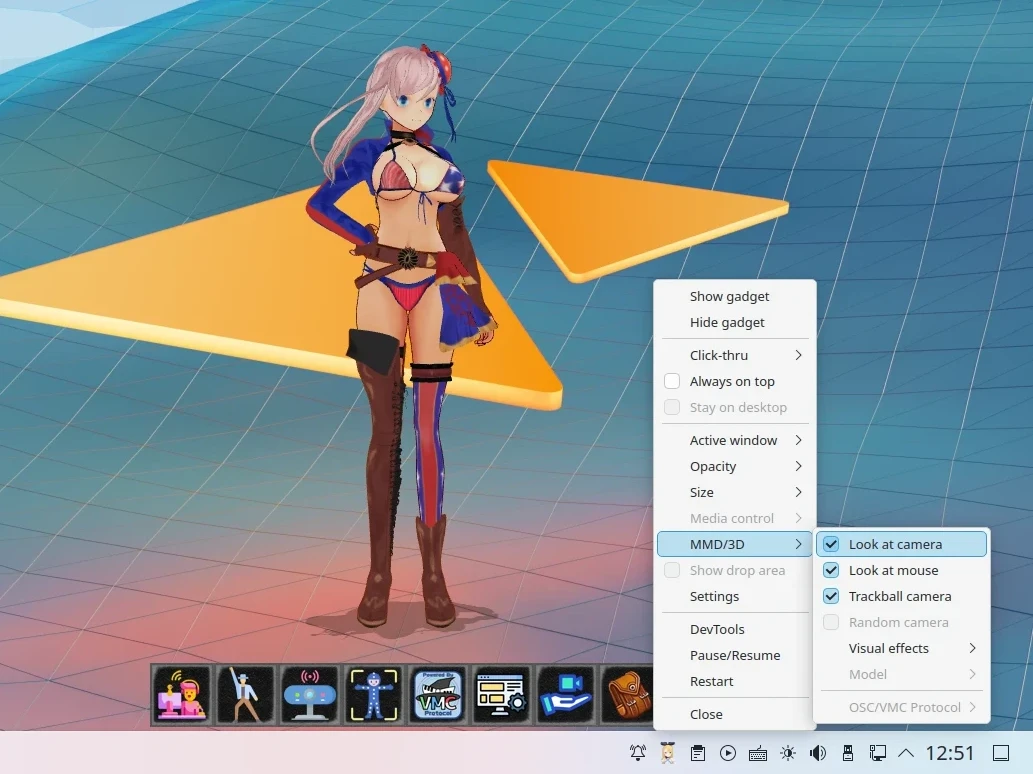 Show gadget
Hide gadget
Click-thru
Always on top
Stay on desktop
Active window
Opacity
Size
Media control
MMD/3D
Show drop area
Settings
DevTools
Pause/Resume
Restart
Close
Look at camera
Look at mouse
Trackball camera
Random camera
Visual effects
Model
OSC/VMC Protocol
Powered By
VMC
Protocol
12:51